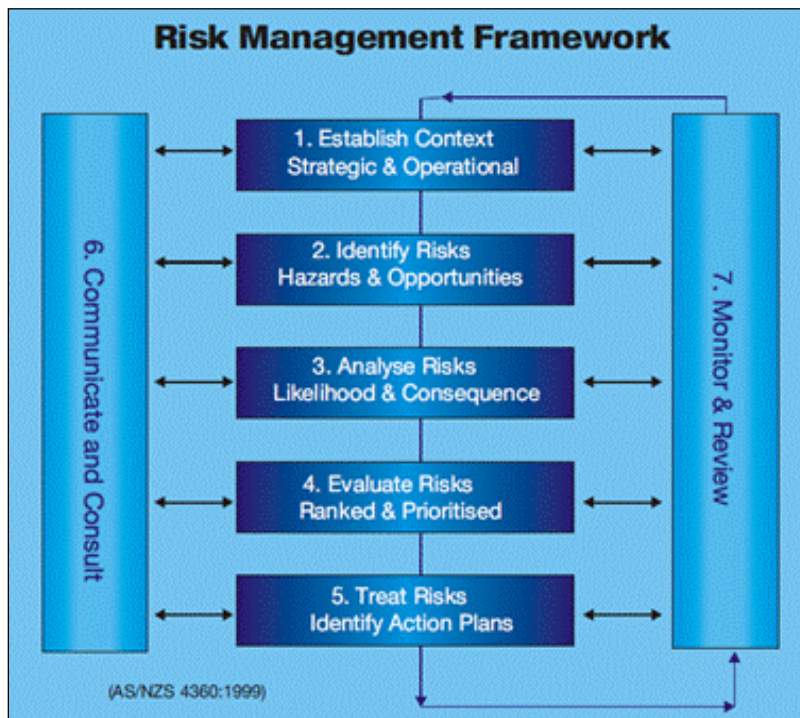 Risk Management Framework
1. Establish Context
Strategic & Operational
2. Identify Risks
Hazards & Opportunities
3. Analyse Risks
Likelihood & Consequence
4. Evaluate Risks
Ranked & Prioritised
5. Treat Risks
Identify Action Plans
6. Communicate and Consult
7. Monitor & Review
(AS/NZS 4360:1999)